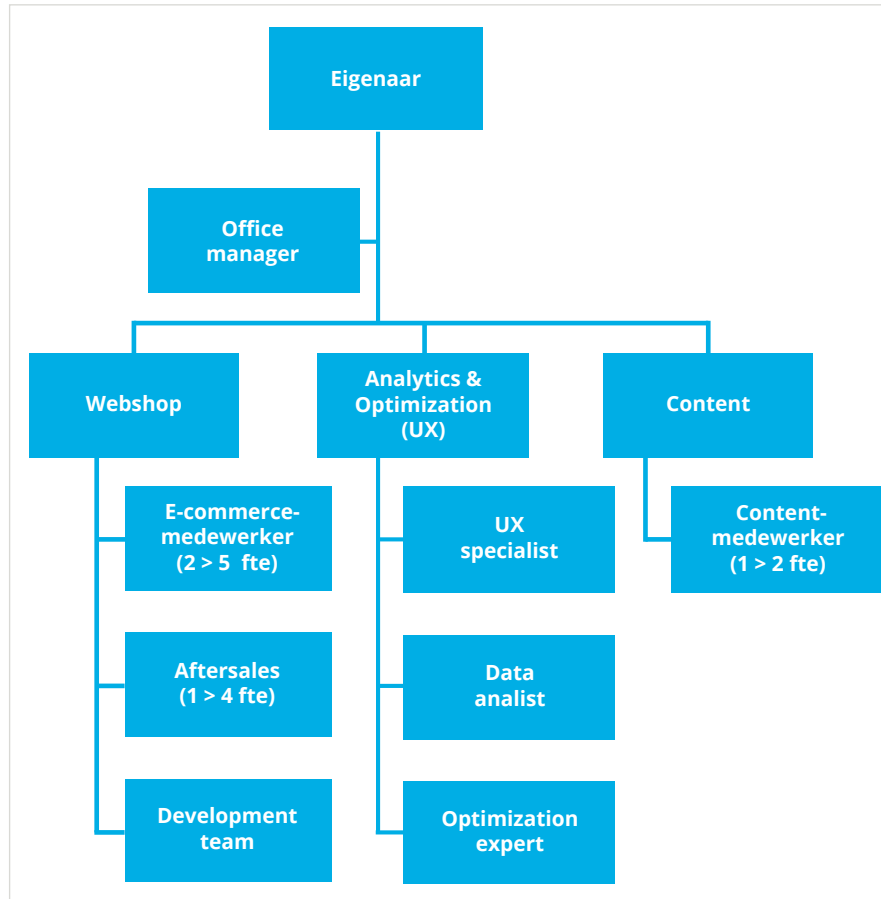 Eigenaar
Office
manager
Webshop
Analytics &
Optimization
(UX)
Content
E-commerce-
medewerker
(2 > 5 fte)
UX
specialist
Content-
medewerker
(1 > 2 fte)
Aftersales
(1 > 4 fte)
Data
analist
Development
team
Optimization
expert